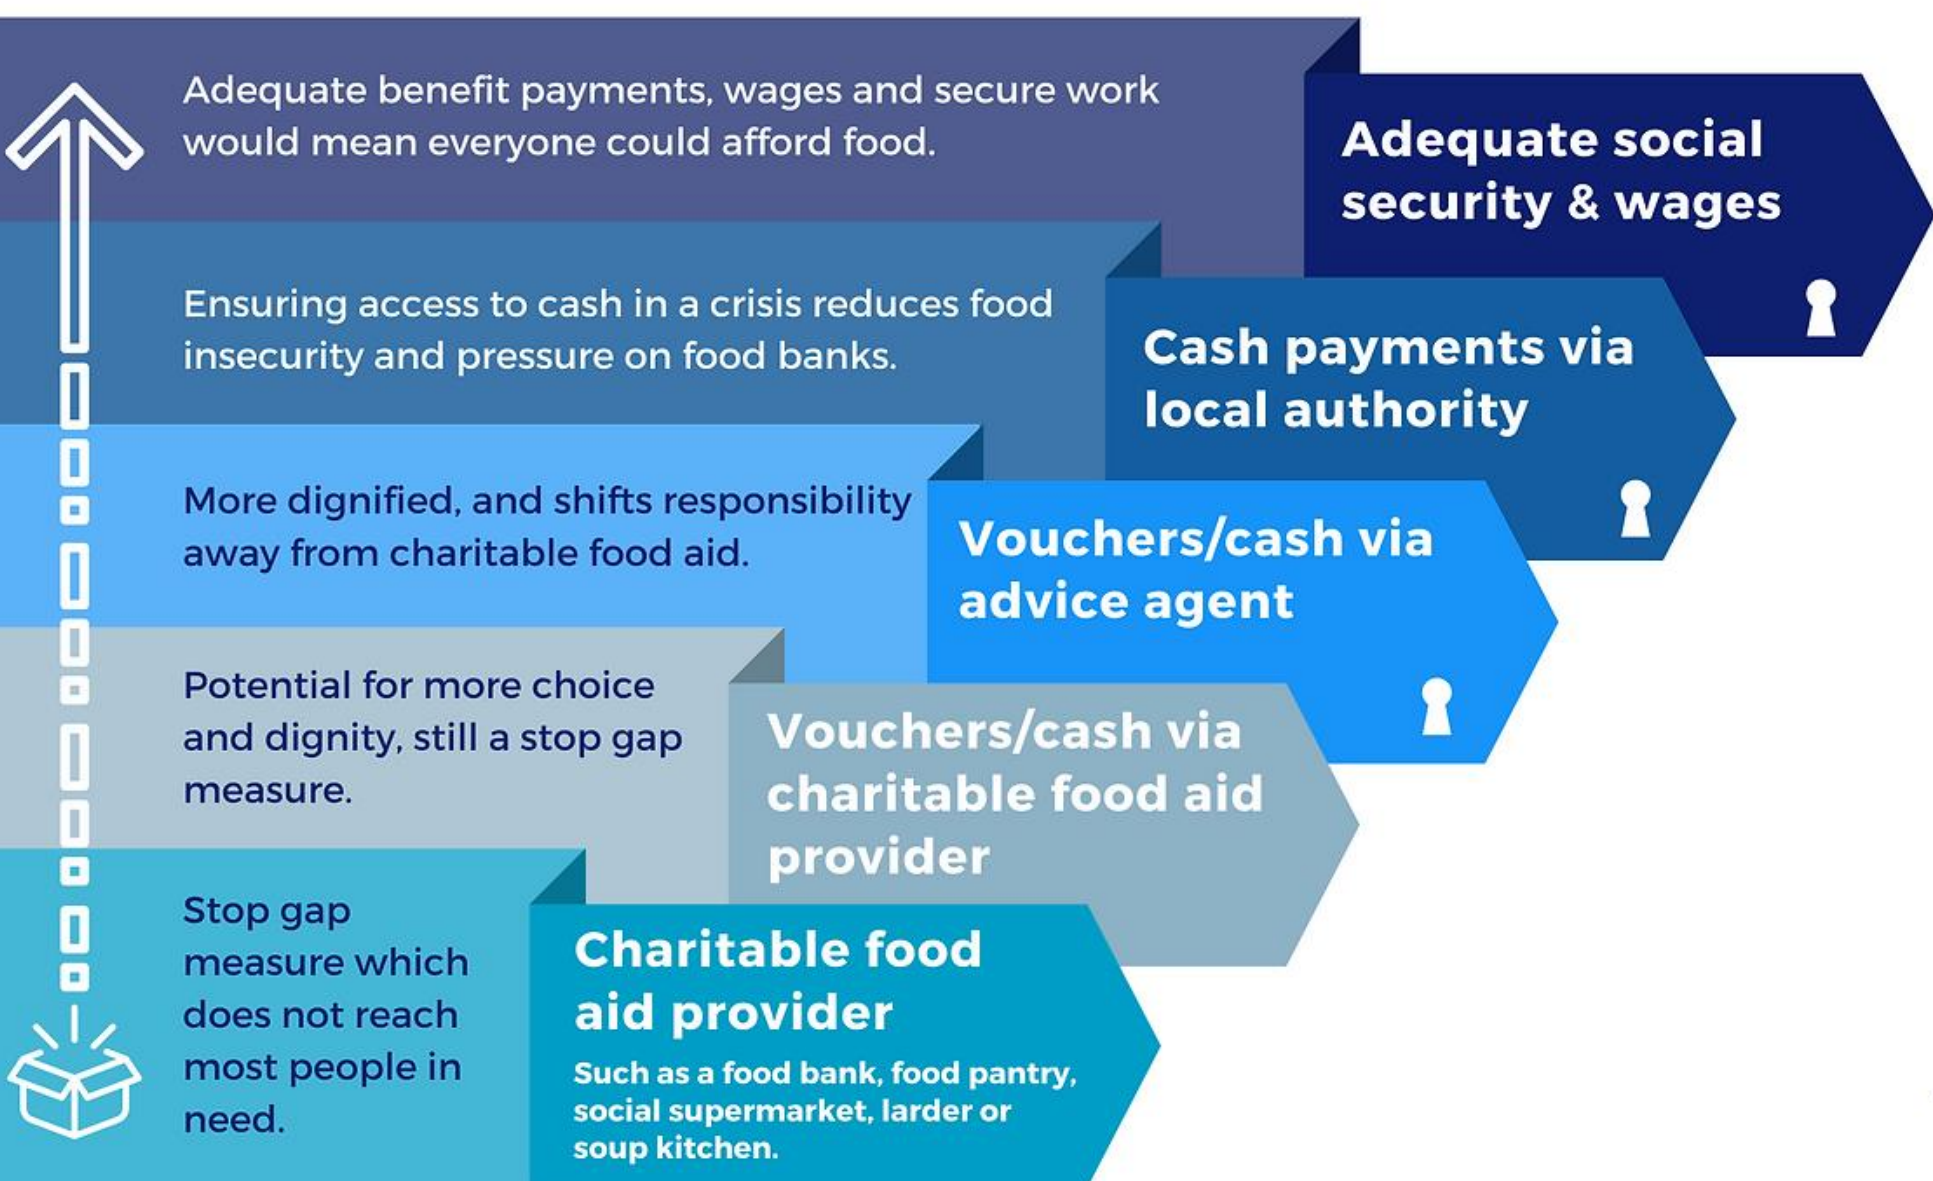 Adequate benefit payments, wages and secure work
would mean everyone could afford food.
Adequate social
security & wages
Ensuring access to cash in a crisis reduces food
insecurity and pressure on food banks.
Cash payments via
local authority
More dignified, and shifts responsibility
away from charitable food aid.
Vouchers/cash via
advice agent
Potential for more choice
and dignity, still a stop gap
measure.
Vouchers/cash via
charitable food aid
provider
Stop gap
measure which
does not reach
most people in
need.
Charitable food
aid provider
Such as a food bank, food pantry,
social supermarket, larder or
soup kitchen.